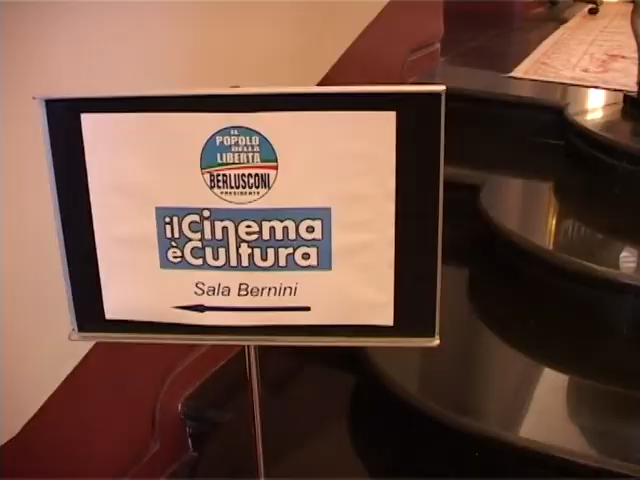 IL
POPOLO
DELLA
LIBERTÀ
BERLUSCONI
PRESIDENTE
il Cinema
è Cultura
Sala Bernini